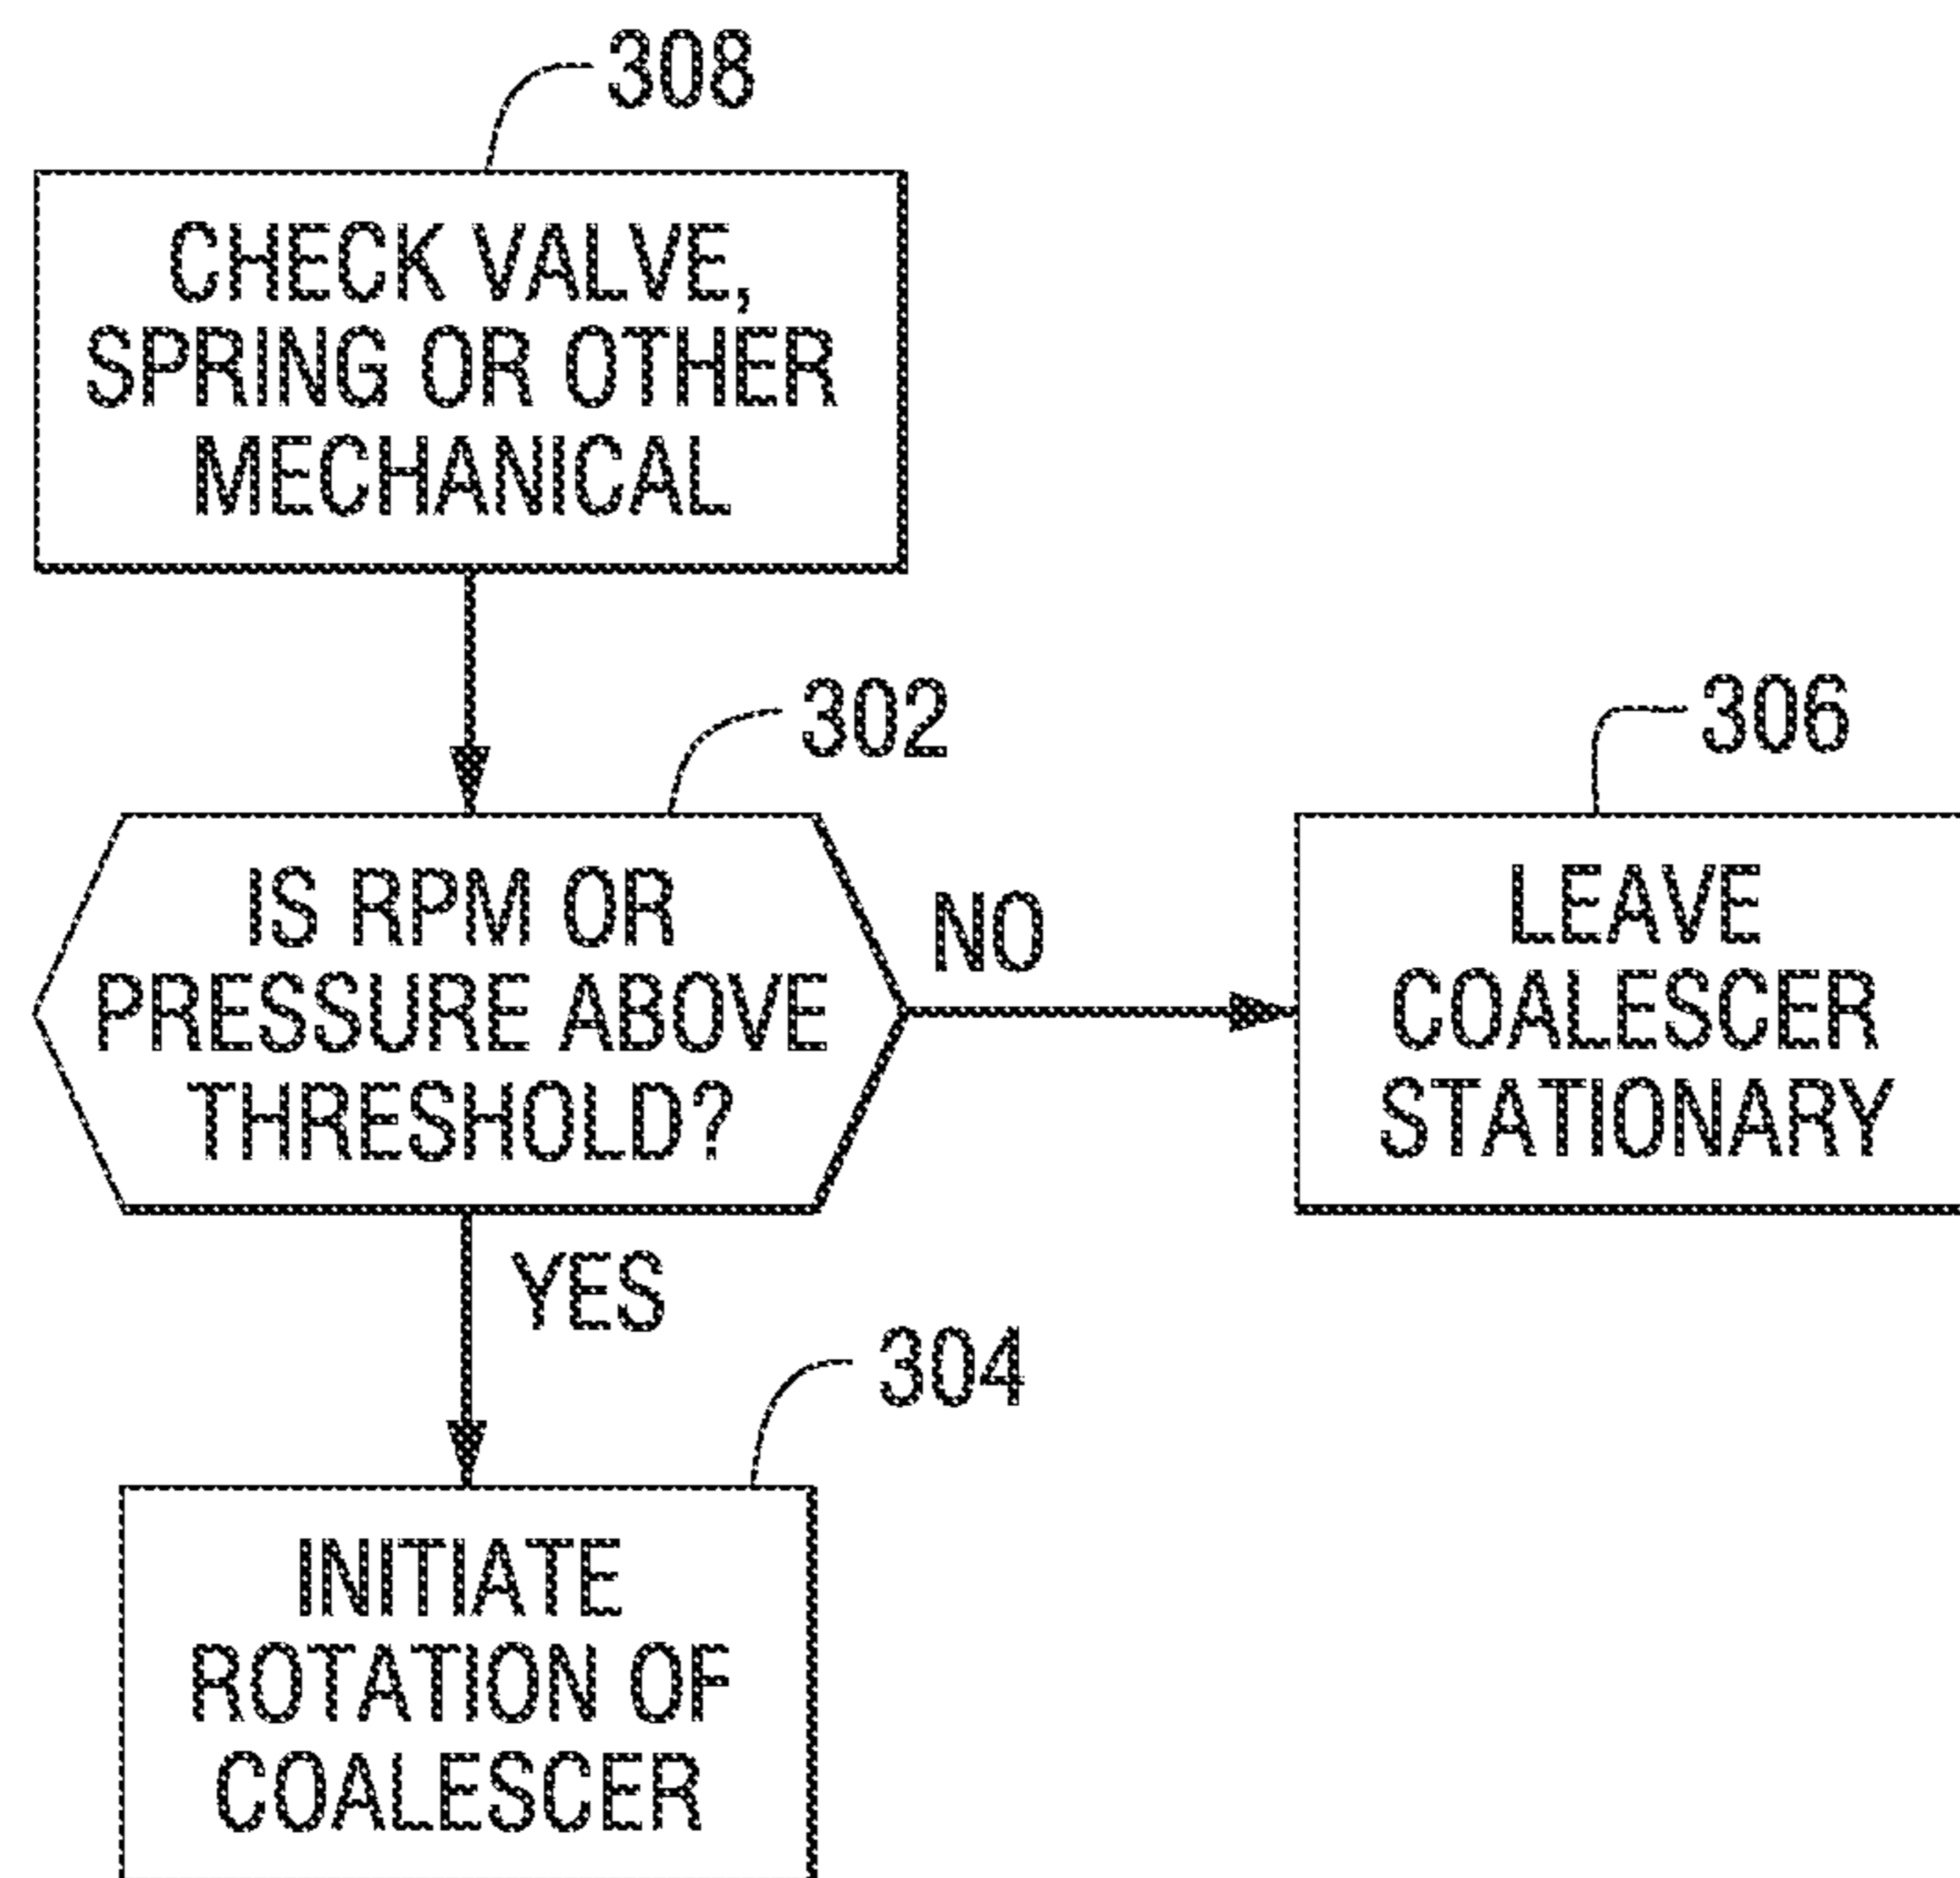 308
CHECK VALVE,
SPRING OR OTHER
MECHANICAL
302
IS RPM OR
PRESSURE ABOVE
THRESHOLD?
NO
306
LEAVE
COALESCER
STATIONARY
YES
304
INITIATE
ROTATION OF
COALESCER